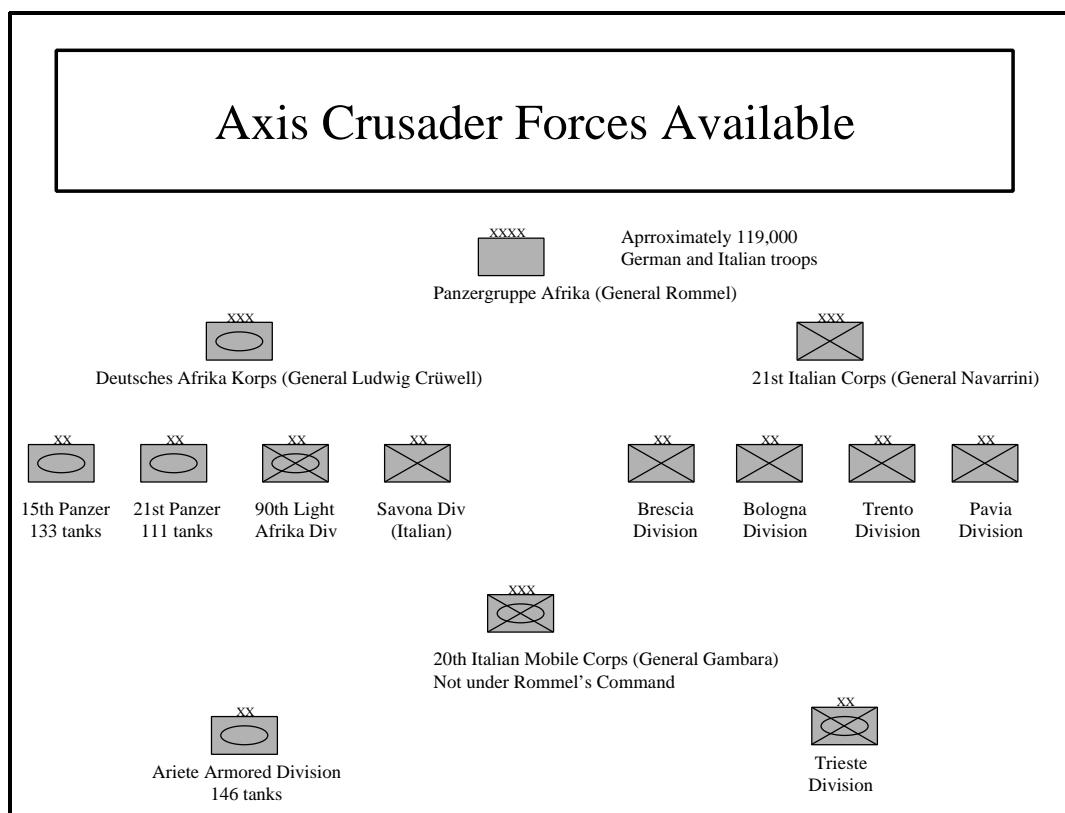 Axis Crusader Forces Available
XXXX
Aprroximately 119,000
German and Italian troops
Panzergruppe Afrika (General Rommel)
XXX
Deutsches Afrika Korps (General Ludwig Crüwell)
XXX
21st Italian Corps (General Navarrini)
XX
15th Panzer
133 tanks
XX
21st Panzer
111 tanks
XX
90th Light
Afrika Div
XX
Savona Div
(Italian)
XX
Brescia
Division
XX
Bologna
Division
XX
Trento
Division
XX
Pavia
Division
XXX
20th Italian Mobile Corps (General Gambara)
Not under Rommel’s Command
XX
Ariete Armored Division
146 tanks
XX
Trieste
Division